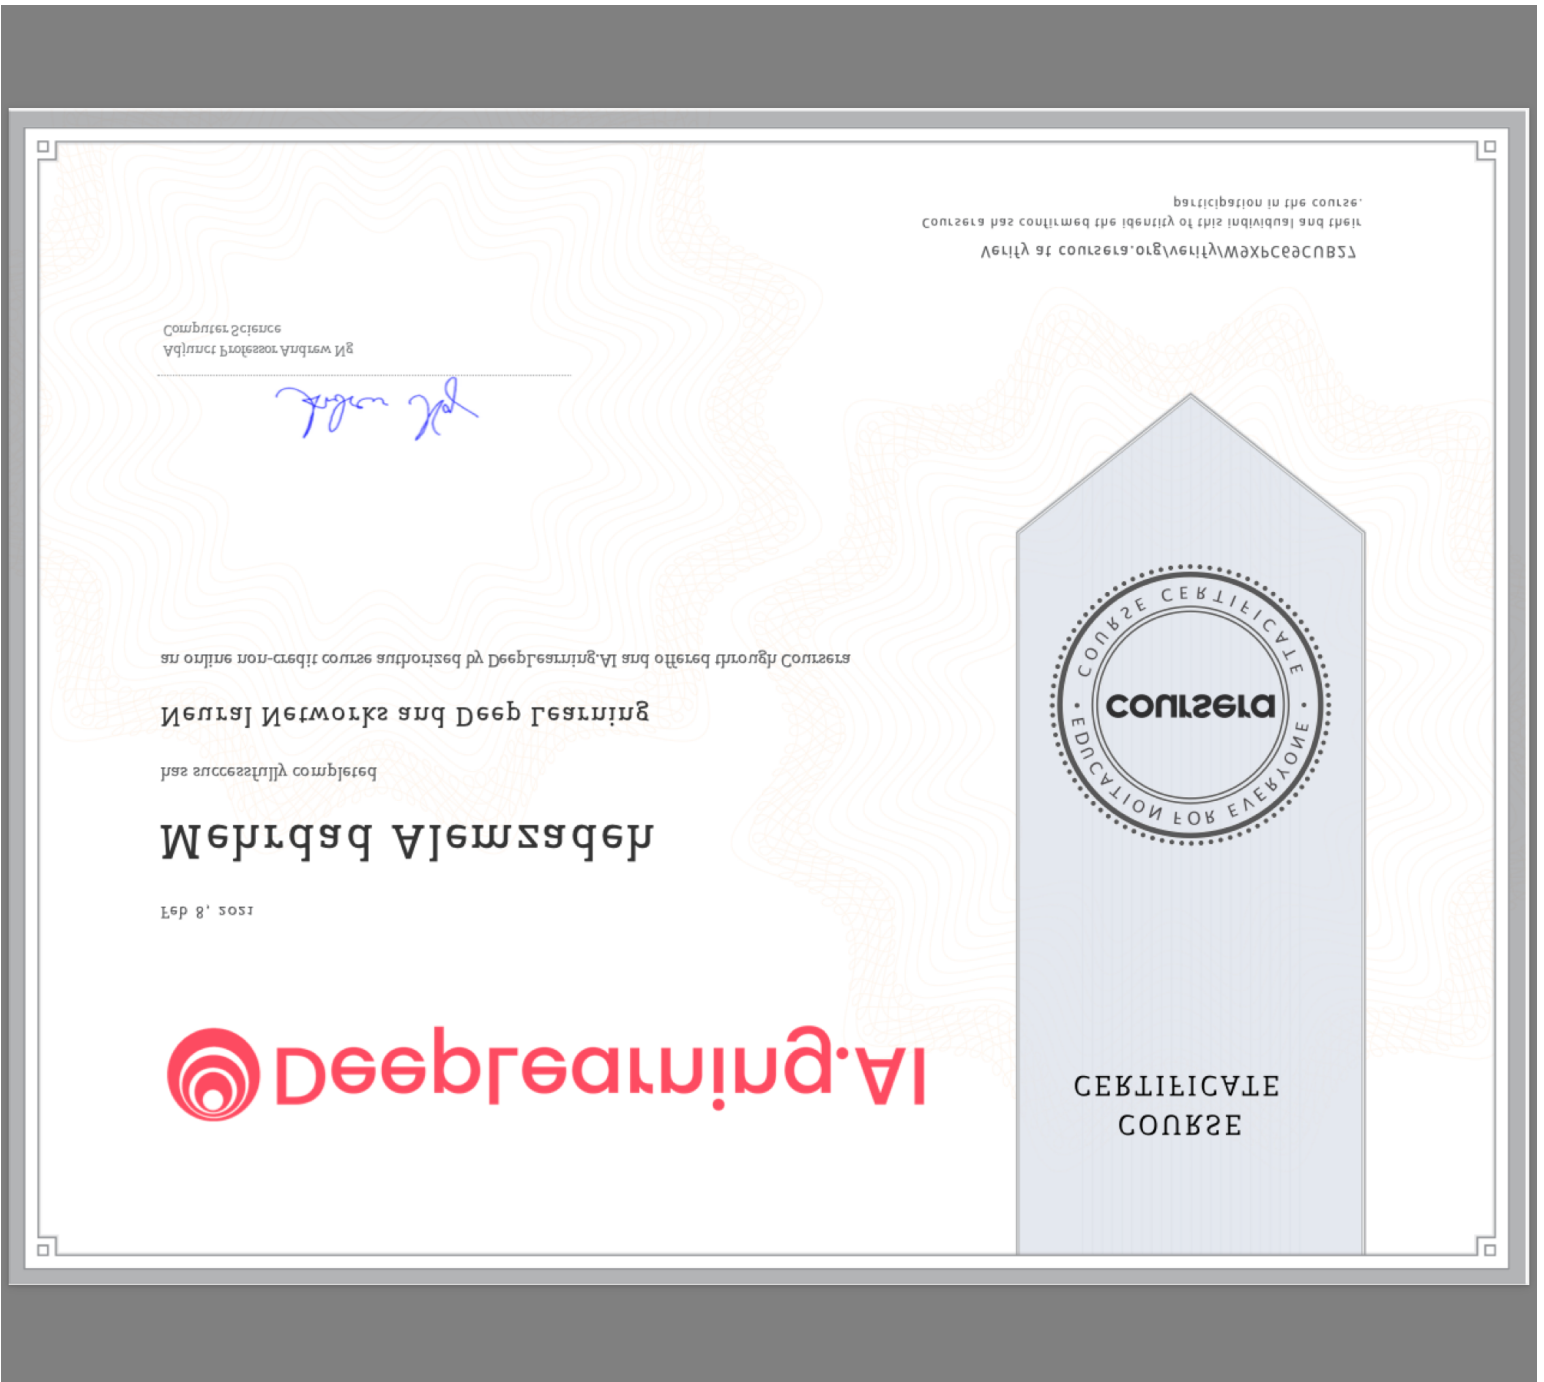 DeepLearning.AI
Feb 8, 2021
Mehrdad Alemzadeh
has successfully completed
Neural Networks and Deep Learning
an online non-credit course authorized by DeepLearning.AI and offered through Coursera
Andrew Ng
Adjunct Professor Andrew Ng
Computer Science
COURSE
CERTIFICATE
EDUCATION FOR EVERYONE
coursera
COURSE CERTIFICATE
Verify at coursera.org/verify/W9XPC69CUB27
Coursera has confirmed the identity of this individual and their
participation in the course.